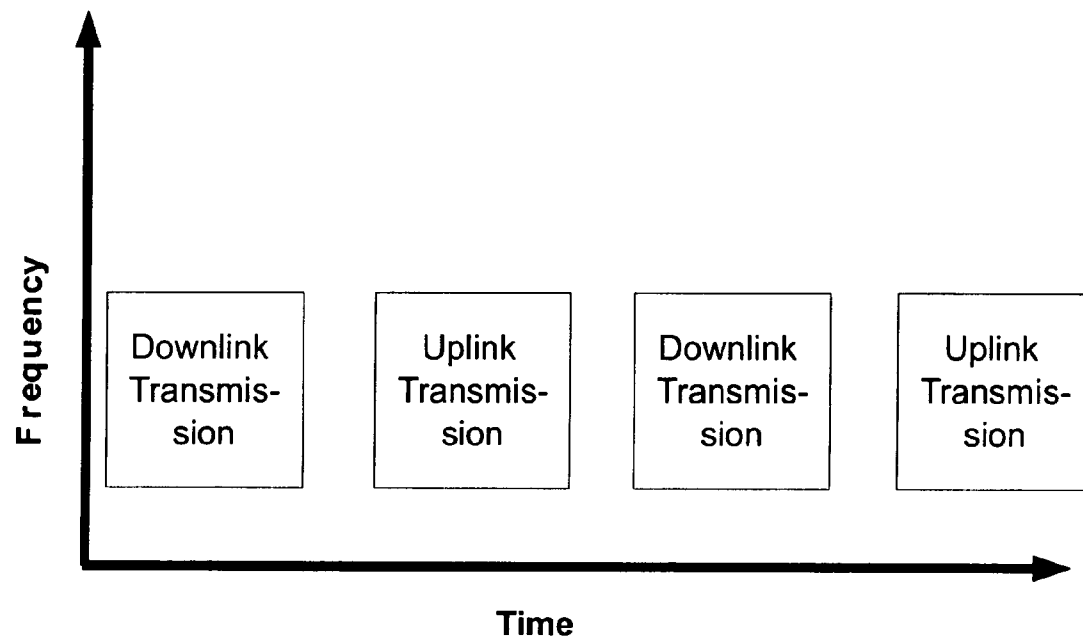 Frequency
Downlink
Transmis-
sion
Uplink
Transmis-
sion
Downlink
Transmis-
sion
Uplink
Transmis-
sion
Time